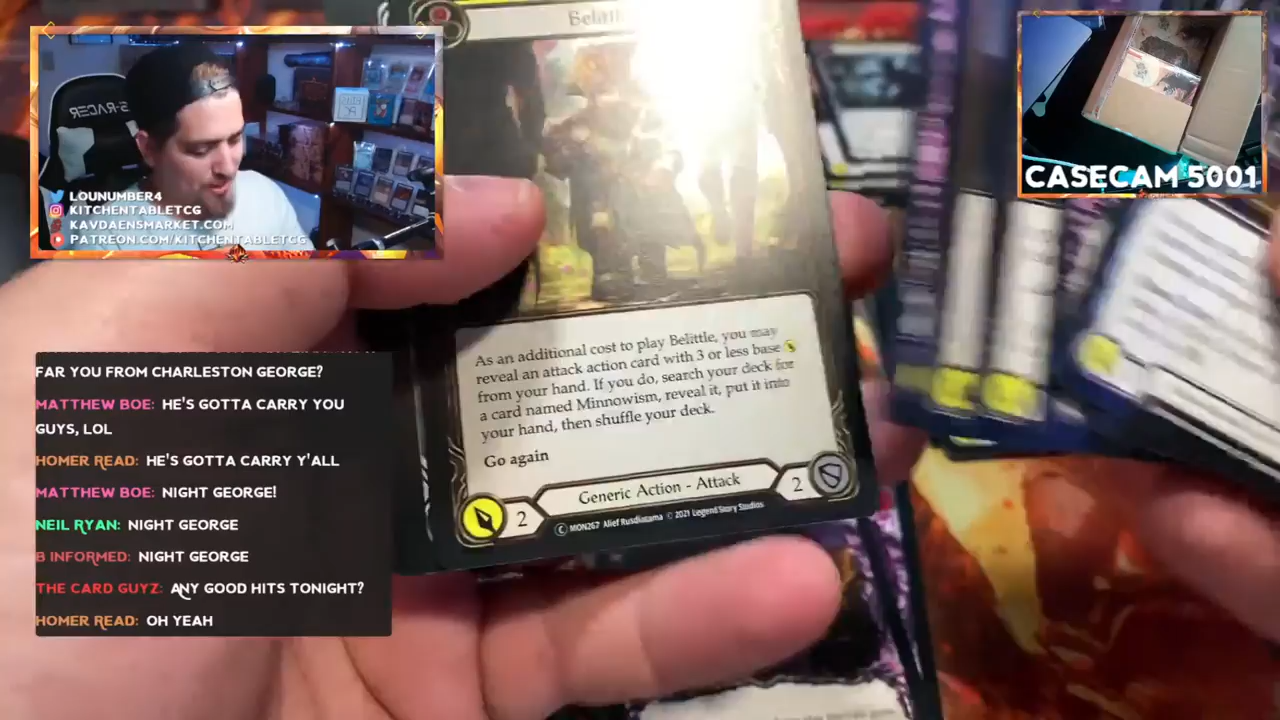 LOUNUMBER4
KITCHENTABLETCG
KAVDAENSMARKET.COM
PATREON.COM/KITCHENTABLETCG
CASECAM 5001
FAR YOU FROM CHARLESTON GEORGE?
MATTHEW BOE: HE'S GOTTA CARRY YOU
GUYS, LOL
HOMER READ: HE'S GOTTA CARRY Y'ALL
MATTHEW BOE: NIGHT GEORGE!
NEIL RYAN: NIGHT GEORGE
B INFORMED: NIGHT GEORGE
THE CARD GUYZ: ANY GOOD HITS TONIGHT?
HOMER READ: OH YEAH
As an additional cost to play Belittle, you may
reveal an attack action card with 3 or less base
from your hand. If you do, search your deck for
a card named Minnowism, reveal it, put it into
your hand, then shuffle your deck.
Go again
2 Generic Action - Attack 2
C MON267 Alief Rusdiatama © 2021 Legend Story Studios